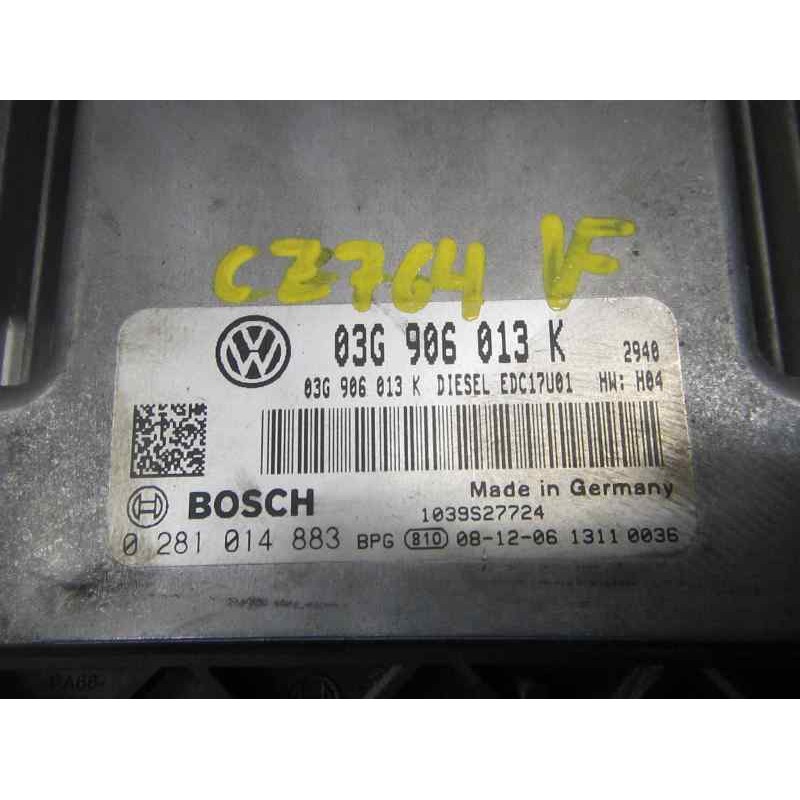 CZ764 VF
03G 906 013 K 2940
03G 906 013 K DIESEL EDC17U01 HW: H04
BOSCH Made in Germany
1039S27724
0 281 014 883 BPG 810 08-12-06 1311 0036